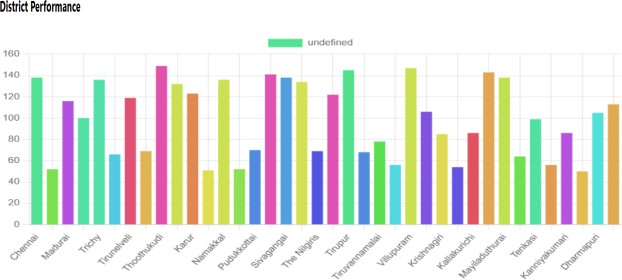 District Performance
undefined
160
140
120
100
80
60
40
20
0
Chennai
Madurai
Trichy
Tirunelveli
Thoothukudi
Karur
Namakkal
Pudukkottai
Sivagangai
The Nilgiris
Tirupur
Tiruvannamalai
Villupuram
Krishnagiri
Kallakurichi
Mayiladuthurai
Tenkasi
Kanniyakumari
Dharmapuri